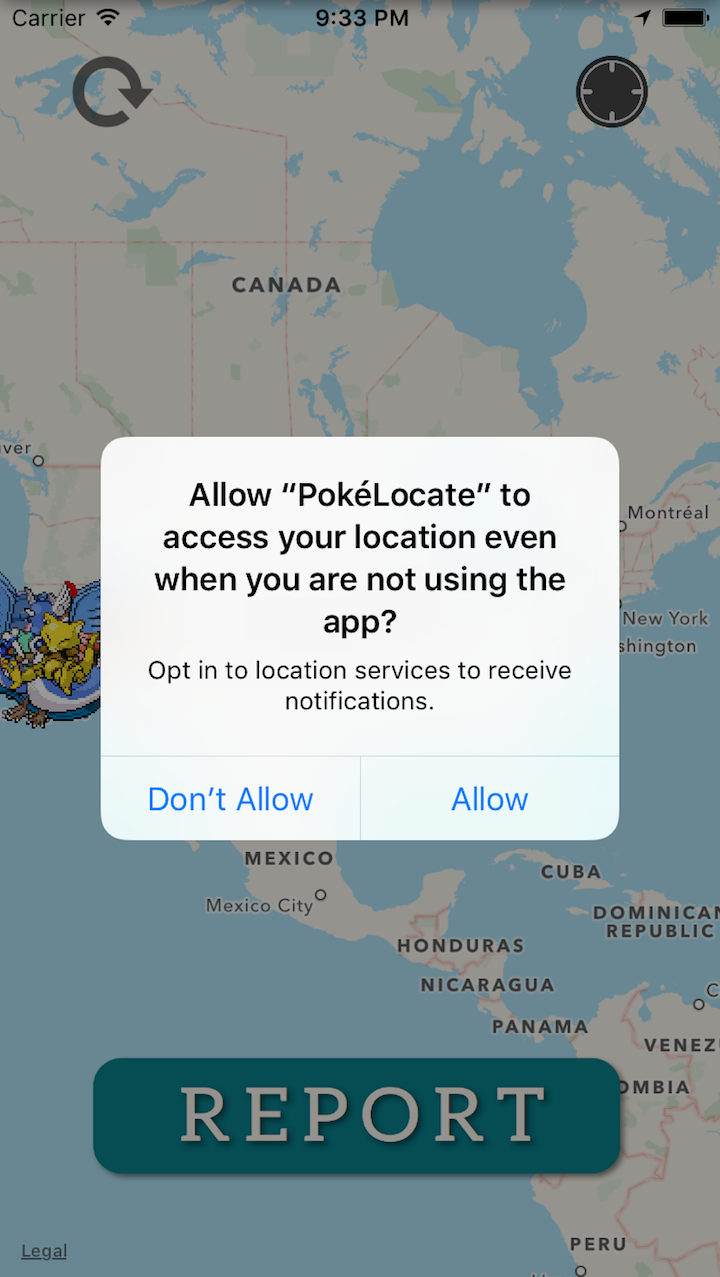 Carrier 9:33 PM
CANADA
ver
Montréal
Allow “PokéLocate” to
access your location even
when you are not using the
app?
New York
shington
Opt in to location services to receive
notifications.
Don’t Allow Allow
MEXICO
CUBA
Mexico City
DOMINICAN
REPUBLIC
HONDURAS
NICARAGUA
C
PANAMA
VENEZ
OMBIA
REPORT
PERU
Legal